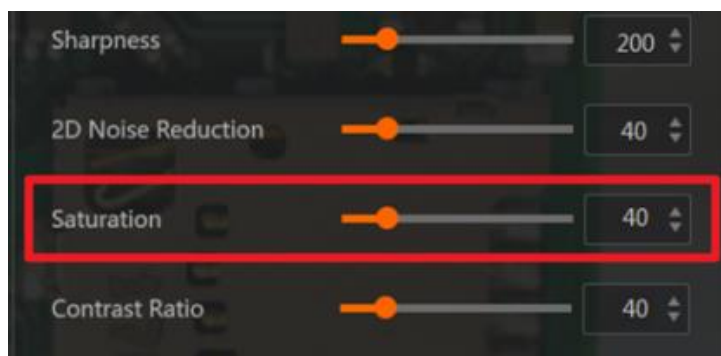 Sharpness 200
2D Noise Reduction 40
Saturation 40
Contrast Ratio 40